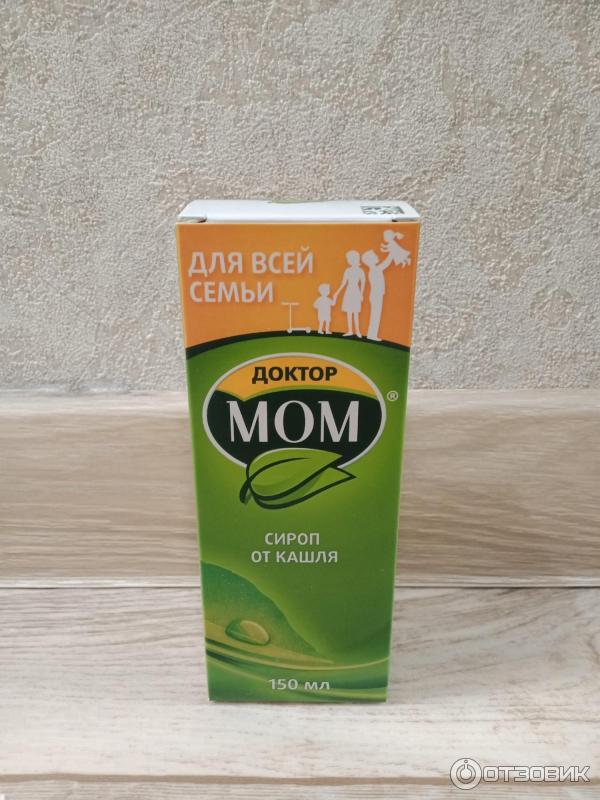 ДЛЯ ВСЕЙ
СЕМЬИ
ДОКТОР
МОМ®
СИРОП
ОТ КАШЛЯ
150 мл
ОТЗОВИК